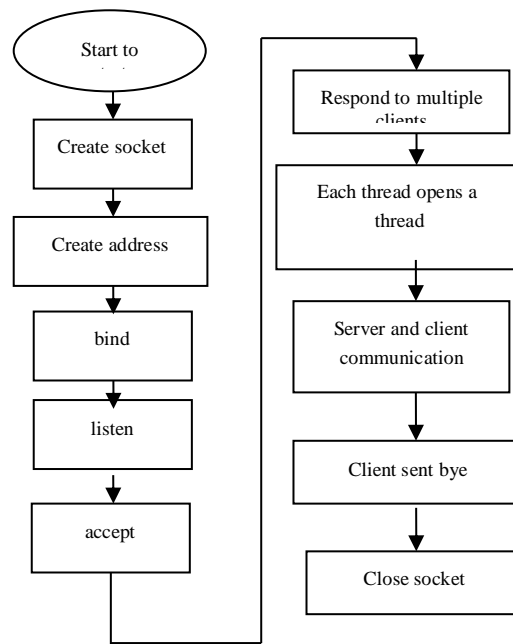 Start to
Create socket
Create address
bind
listen
accept
Respond to multiple
clients
Each thread opens a
thread
Server and client
communication
Client sent bye
Close socket